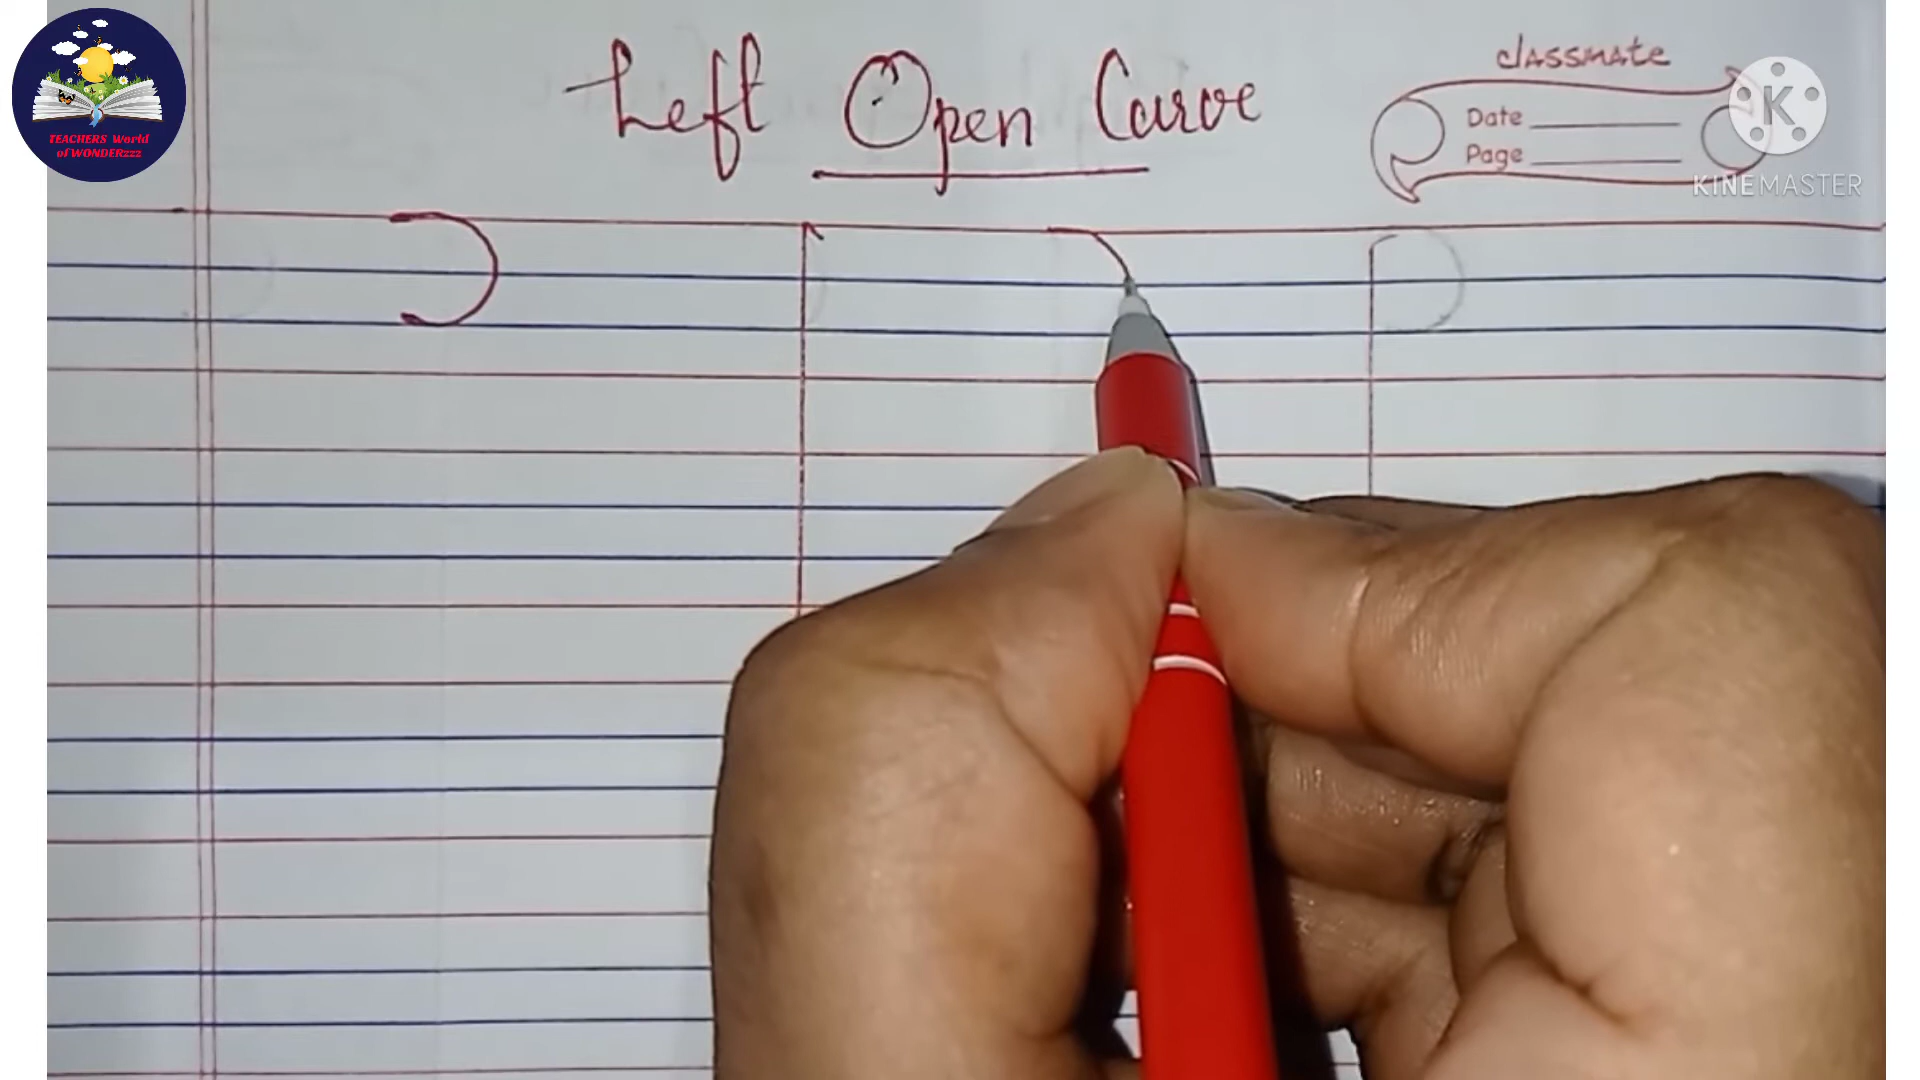 Left Open Curve
classmate
Date
Page
KINEMASTER
TEACHERS World
of WONDERzzz